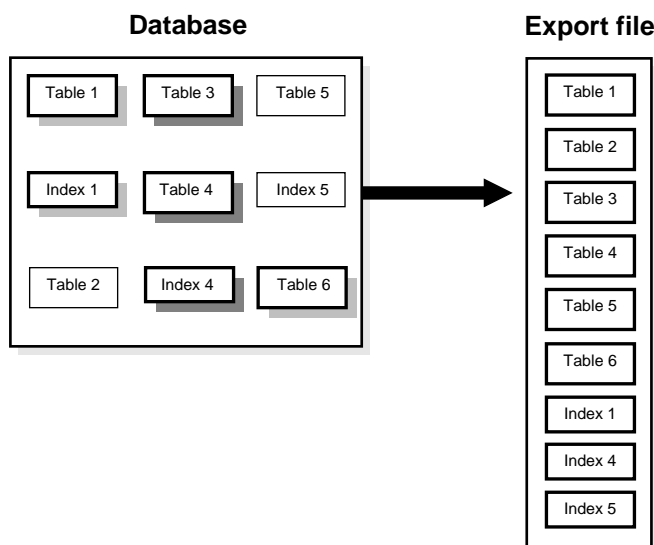 Database
Export file
Table 1
Table 3
Table 5
Index 1
Table 4
Index 5
Table 2
Index 4
Table 6
Table 1
Table 2
Table 3
Table 4
Table 5
Table 6
Index 1
Index 4
Index 5